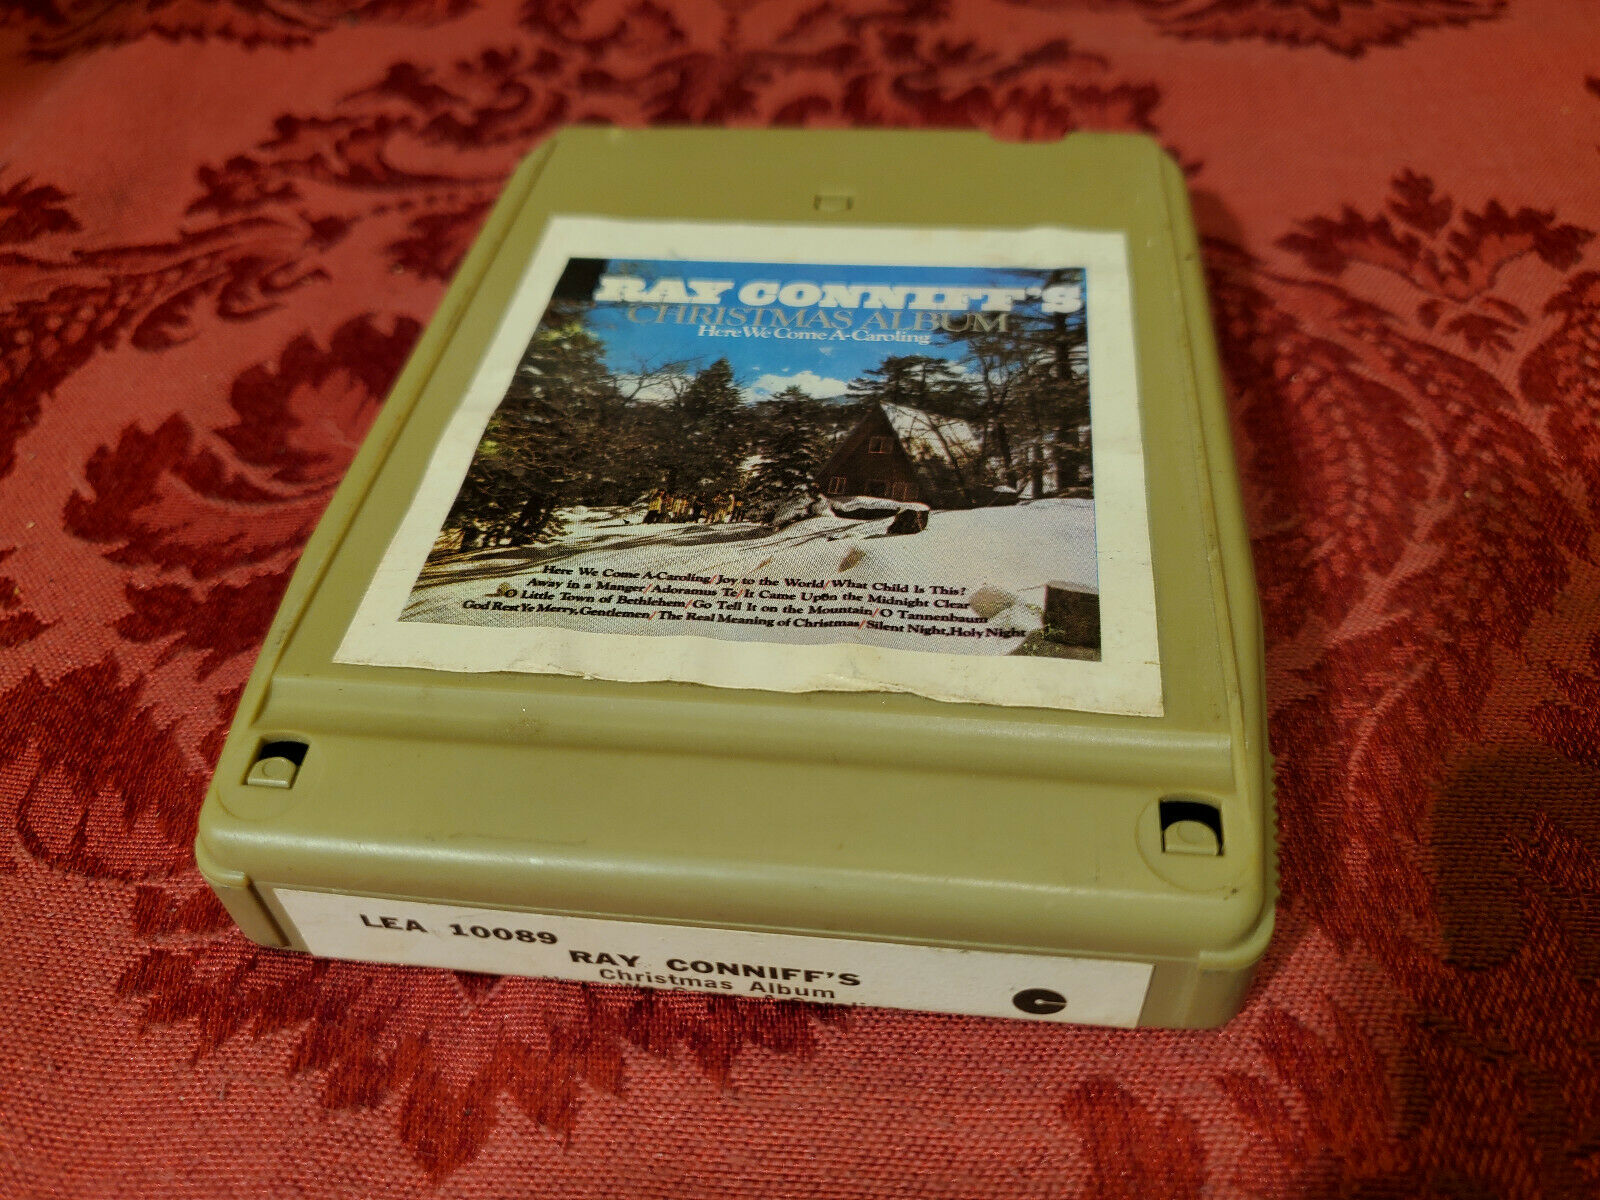 RAY CONNIFF'S
CHRISTMAS ALBUM
Here We Come A-Caroling
Here We Come A-Caroling/Joy to the World/What Child Is This?
Away in a Manger/Adoramus Te/It Came Upon the Midnight Clear
O Little Town of Bethlehem/Go Tell It on the Mountain/O Tannenbaum
God Rest Ye Merry, Gentlemen/The Real Meaning of Christmas/Silent Night, Holy Night
LEA 10089
RAY CONNIFF'S
Christmas Album